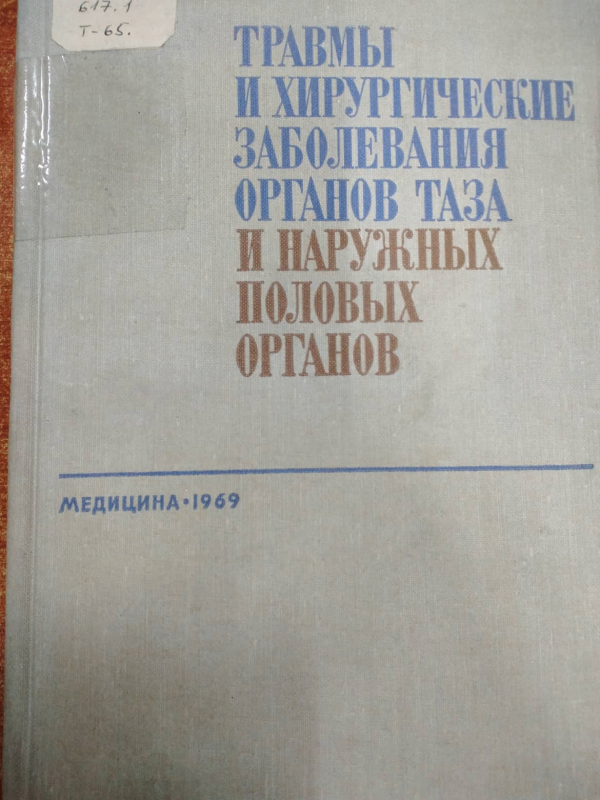 617.1
Т-65.
ТРАВМЫ
И ХИРУРГИЧЕСКИЕ
ЗАБОЛЕВАНИЯ
ОРГАНОВ ТАЗА
И НАРУЖНЫХ
ПОЛОВЫХ
ОРГАНОВ
МЕДИЦИНА•1969